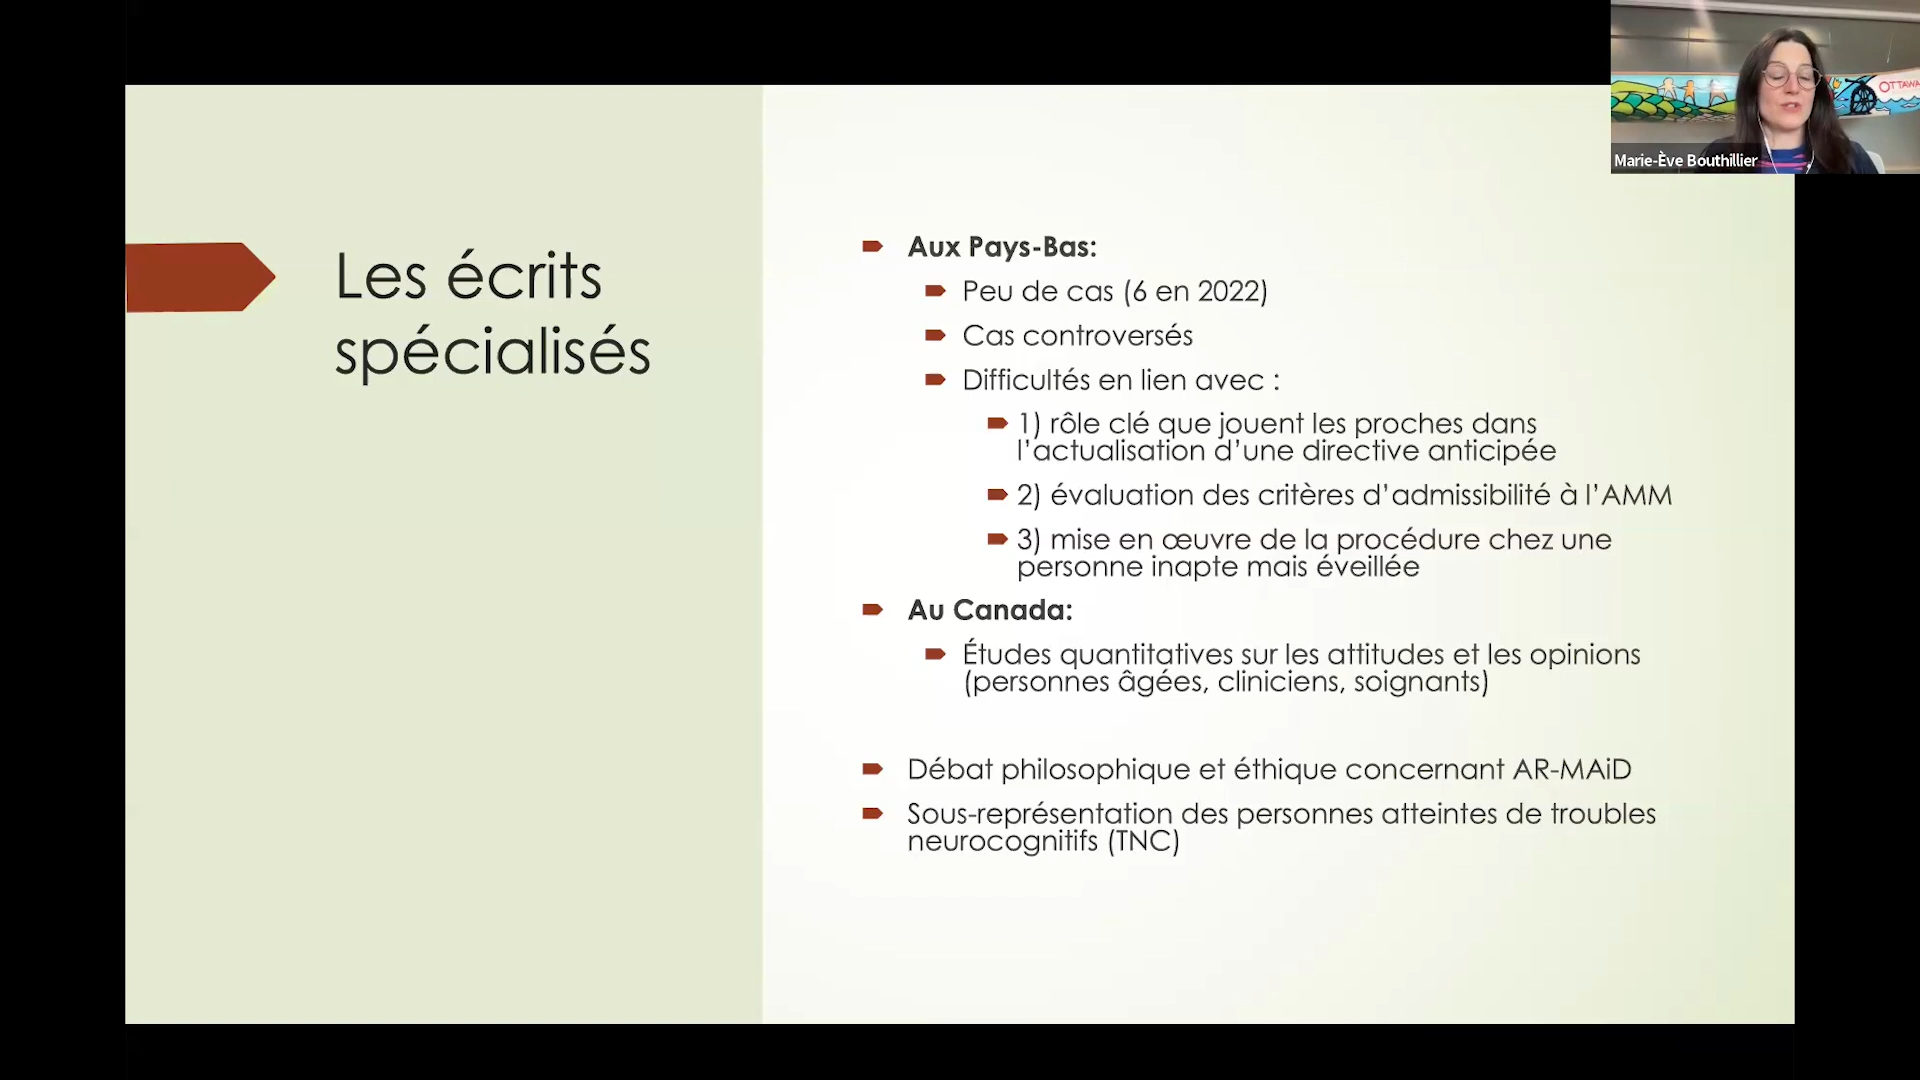 OTTAWA
Marie-Ève Bouthillier
Les écrits
spécialisés
Aux Pays-Bas:
Peu de cas (6 en 2022)
Cas controversés
Difficultés en lien avec :
1) rôle clé que jouent les proches dans
l’actualisation d’une directive anticipée
2) évaluation des critères d’admissibilité à l’AMM
3) mise en œuvre de la procédure chez une
personne inapte mais éveillée
Au Canada:
Études quantitatives sur les attitudes et les opinions
(personnes âgées, cliniciens, soignants)
Débat philosophique et éthique concernant AR-MAiD
Sous-représentation des personnes atteintes de troubles
neurocognitifs (TNC)